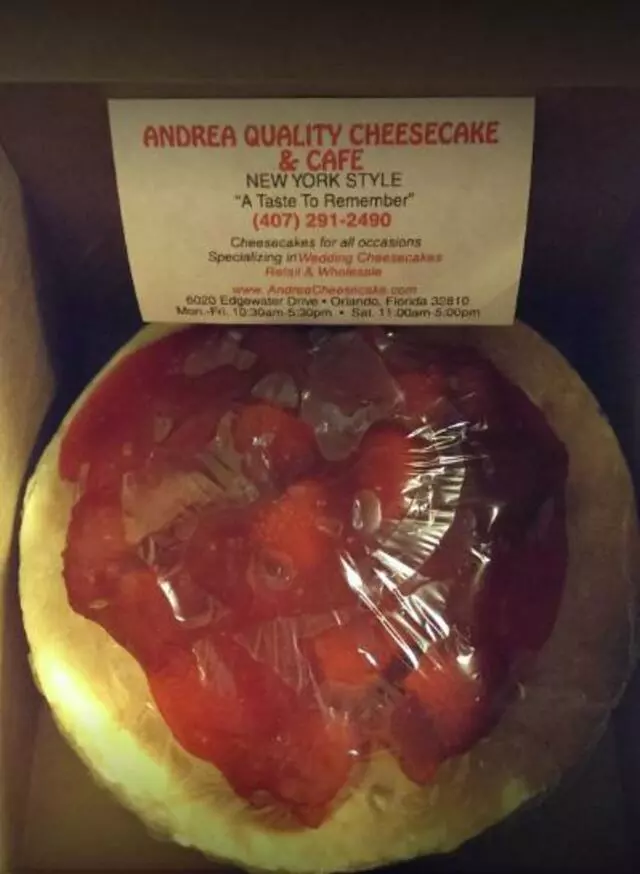 ANDREA QUALITY CHEESECAKE
& CAFE
NEW YORK STYLE
"A Taste To Remember"
(407) 291-2490
Cheesecakes for all occasions
Specializing in Wedding Cheesecakes
Retail & Wholesale
www.AndreaCheesecake.com
6020 Edgewater Drive • Orlando, Florida 32810
Mon.-Fri. 10:30am-5:30pm • Sat. 11:00am-5:00pm